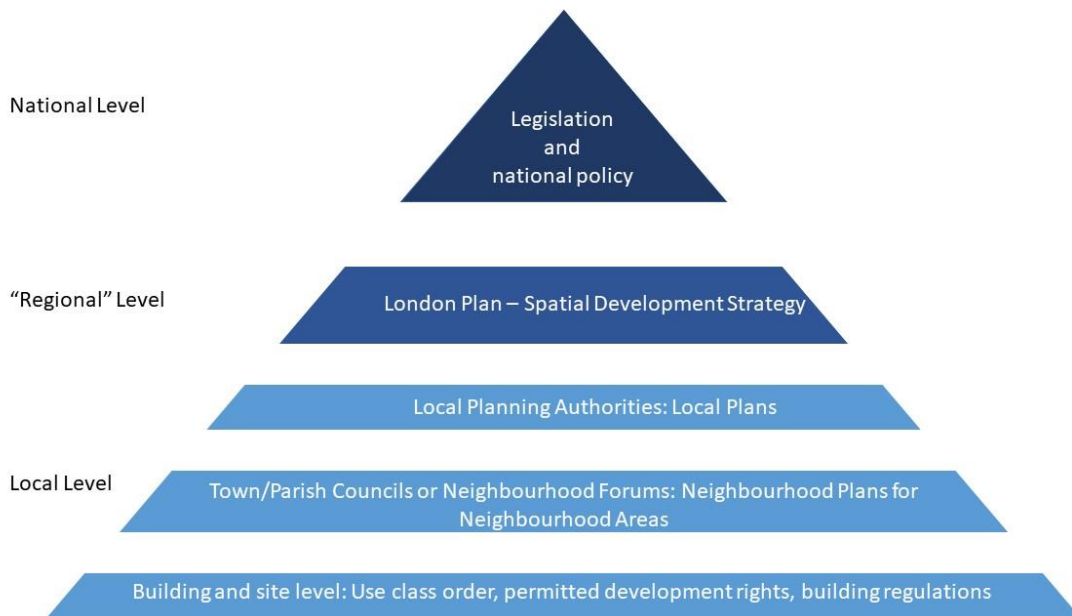 National Level
Legislation
and
national policy
“Regional” Level
London Plan – Spatial Development Strategy
Local Planning Authorities: Local Plans
Local Level
Town/Parish Councils or Neighbourhood Forums: Neighbourhood Plans for
Neighbourhood Areas
Building and site level: Use class order, permitted development rights, building regulations